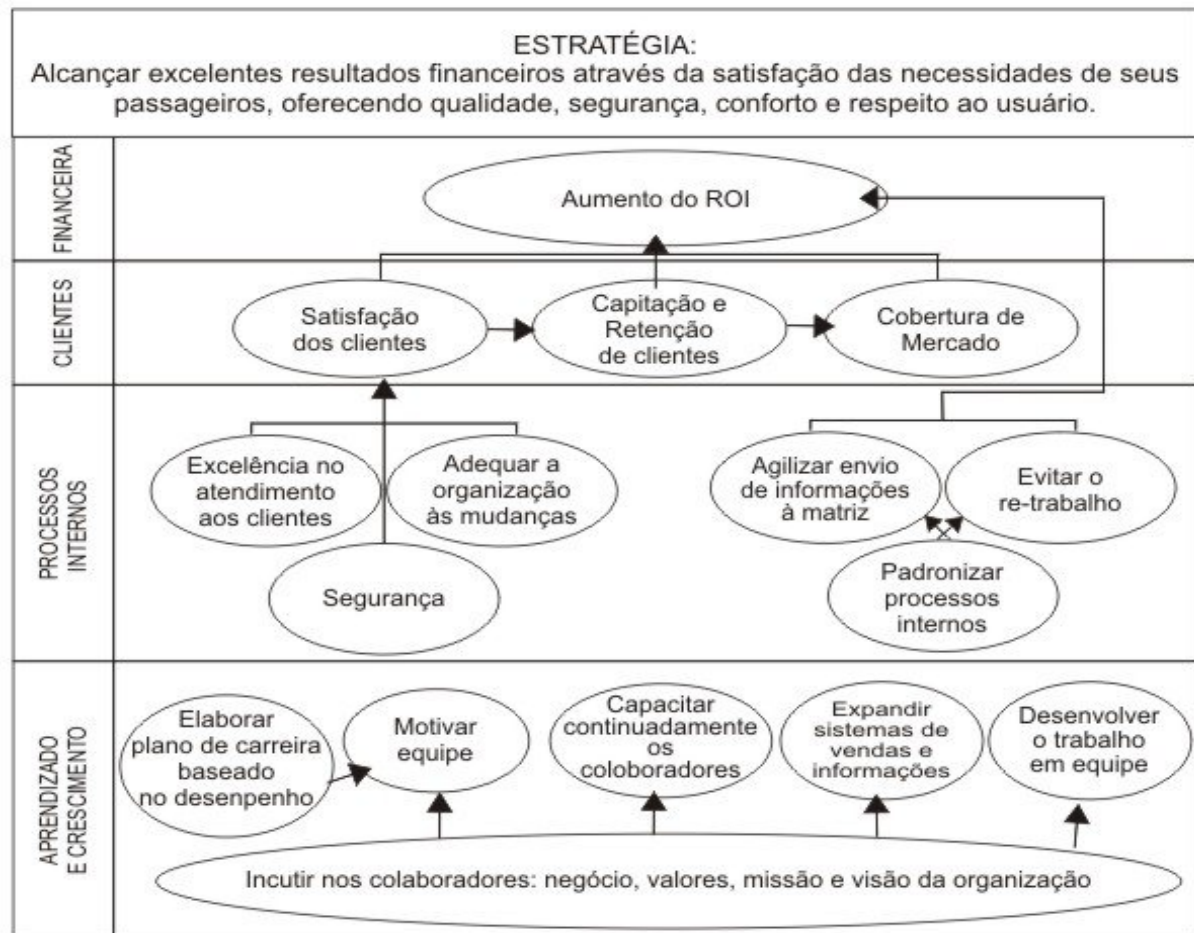 ESTRATÉGIA:
Alcançar excelentes resultados financeiros através da satisfação das necessidades de seus
passageiros, oferecendo qualidade, segurança, conforto e respeito ao usuário.
FINANCEIRA
Aumento do ROI
CLIENTES
Satisfação
dos clientes
Capitação e
Retenção
de clientes
Cobertura de
Mercado
PROCESSOS
INTERNOS
Excelência no
atendimento
aos clientes
Adequar a
organização
às mudanças
Segurança
Agilizar envio
de informações
à matriz
Evitar o
re-trabalho
Padronizar
processos
internos
APRENDIZADO
E CRESCIMENTO
Elaborar
plano de carreira
baseado
no desenpenho
Motivar
equipe
Capacitar
continuadamente
os
coloboradores
Expandir
sistemas de
vendas e
informações
Desenvolver
o trabalho
em equipe
Incutir nos colaboradores: negócio, valores, missão e visão da organização